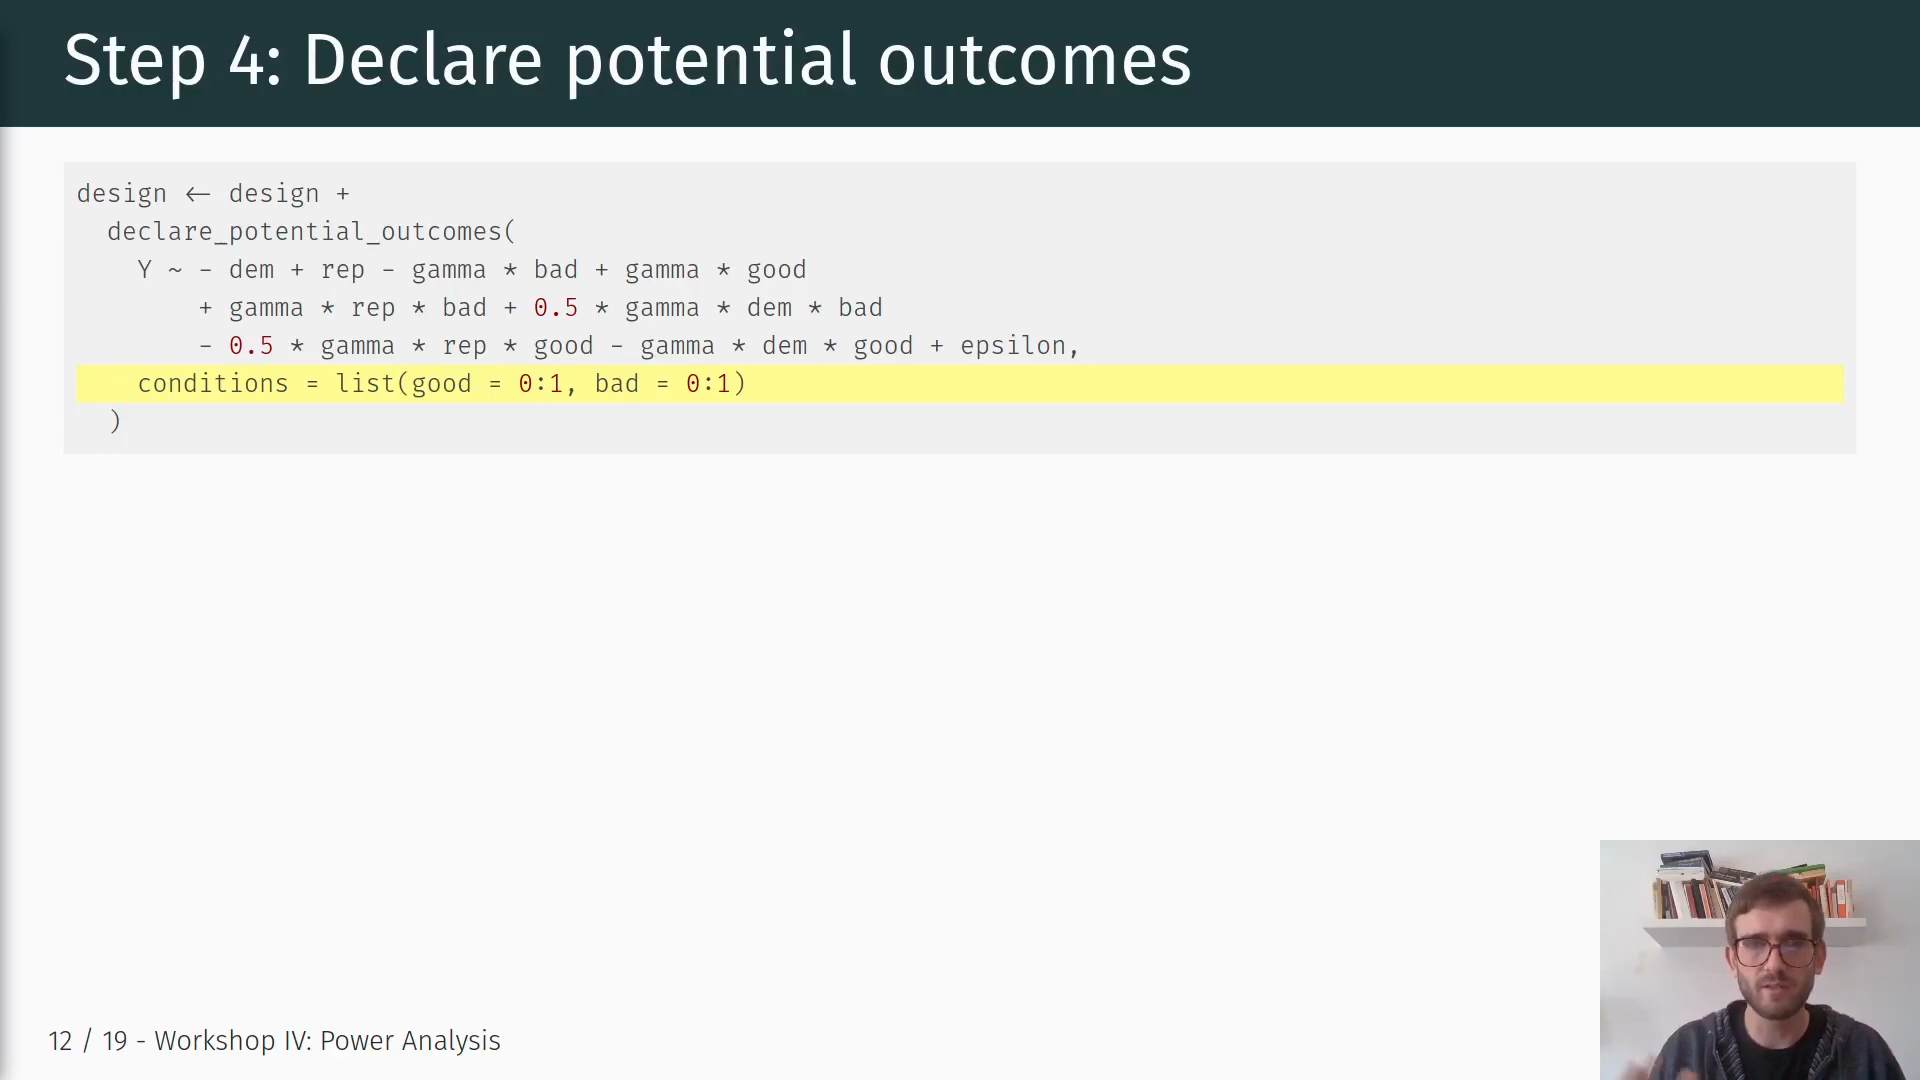 Step 4: Declare potential outcomes
design ← design +
declare_potential_outcomes(
Y ~ - dem + rep - gamma * bad + gamma * good
+ gamma * rep * bad + 0.5 * gamma * dem * bad
- 0.5 * gamma * rep * good - gamma * dem * good + epsilon,
conditions = list(good = 0:1, bad = 0:1)
)
12 / 19 - Workshop IV: Power Analysis